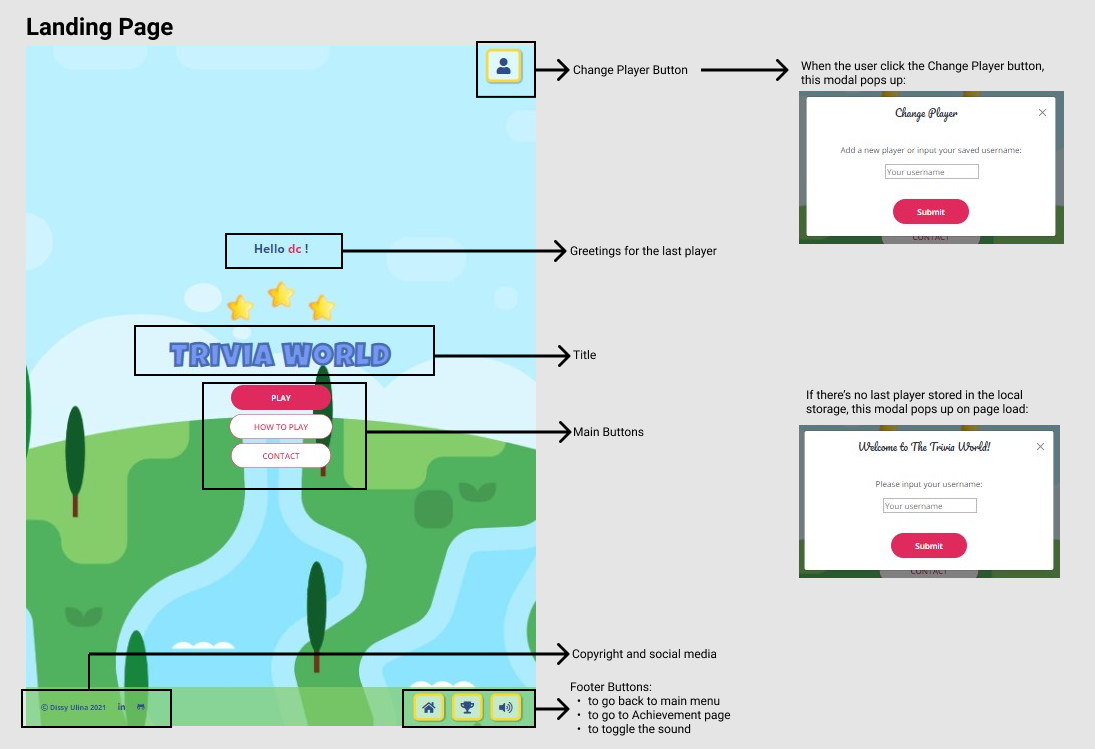 Landing Page
Change Player Button
When the user click the Change Player button,
this modal pops up:
Change Player
Add a new player or input your saved username:
Your username
Submit
CONTACT
Hello dc !
Greetings for the last player
TRIVIA WORLD
Title
PLAY
HOW TO PLAY
CONTACT
Main Buttons
If there's no last player stored in the local
storage, this modal pops up on page load:
Welcome to The Trivia World!
Please input your username:
Your username
Submit
CONTACT
Copyright and social media
© Dissy Ulina 2021
in
Footer Buttons:
• to go back to main menu
• to go to Achievement page
• to toggle the sound